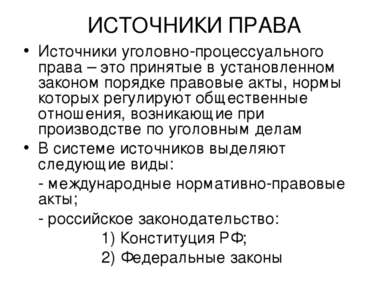 ИСТОЧНИКИ ПРАВА
• Источники уголовно-процессуального
права – это принятые в установленном
законом порядке правовые акты, нормы
которых регулируют общественные
отношения, возникающие при
производстве по уголовным делам
• В системе источников выделяют
следующие виды:
- международные нормативно-правовые
акты;
- российское законодательство:
1) Конституция РФ;
2) Федеральные законы